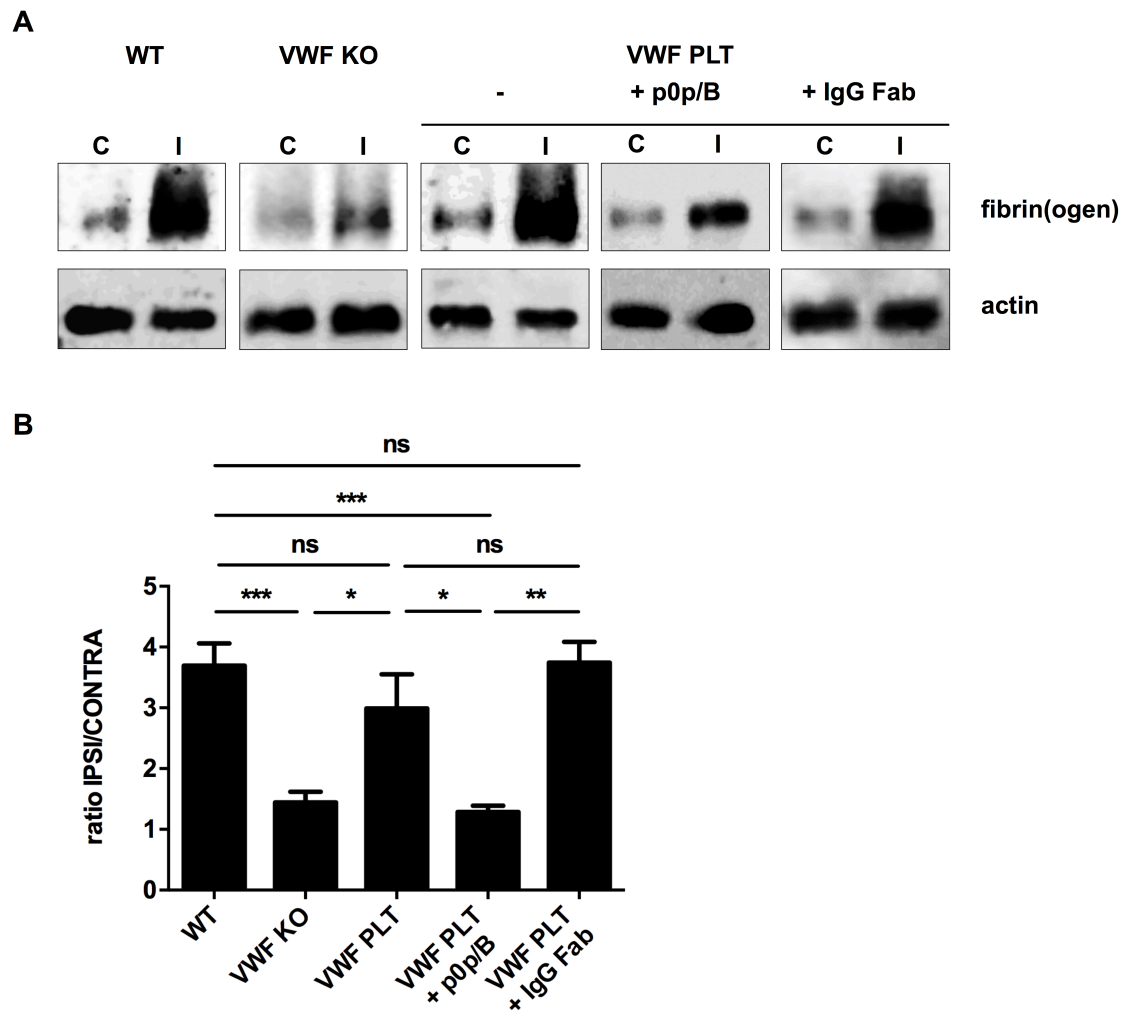 A
WT VWF KO VWF PLT
- + p0p/B + IgG Fab
C I C I C I C I C I
fibrin(ogen)
actin
B
ns
***
ns ns
*** * * **
ratio IPSI/CONTRA
5
4
3
2
1
0
WT
VWF KO
VWF PLT
VWF PLT
+ p0p/B
VWF PLT
+ IgG Fab